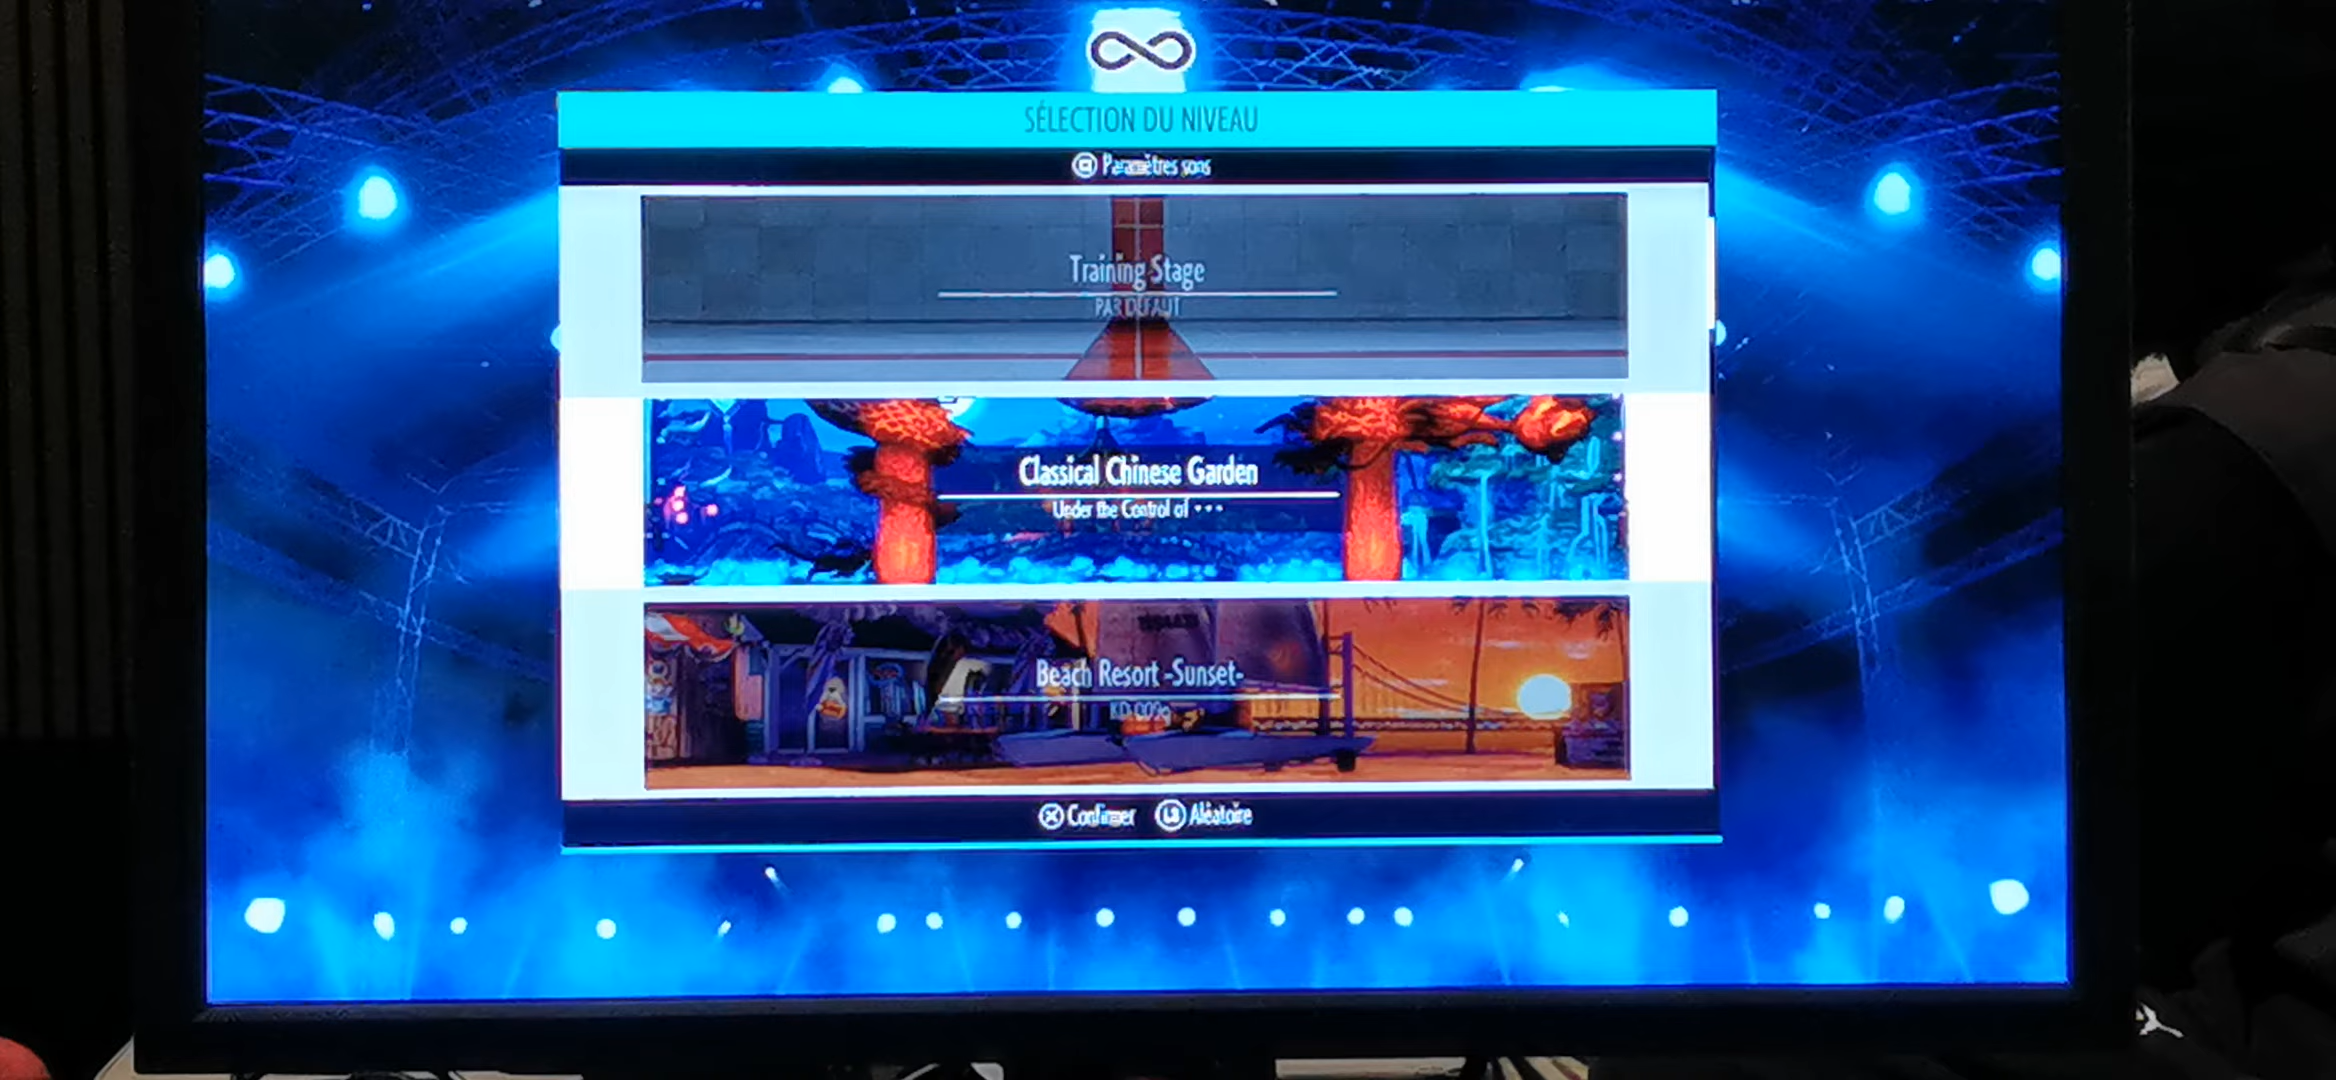 SÉLECTION DU NIVEAU
Paramètres sons
Training Stage
PAR DÉFAUT
Classical Chinese Garden
Under the Control of ・・・
Beach Resort -Sunset-
L3 Aléatoire
Confirmer